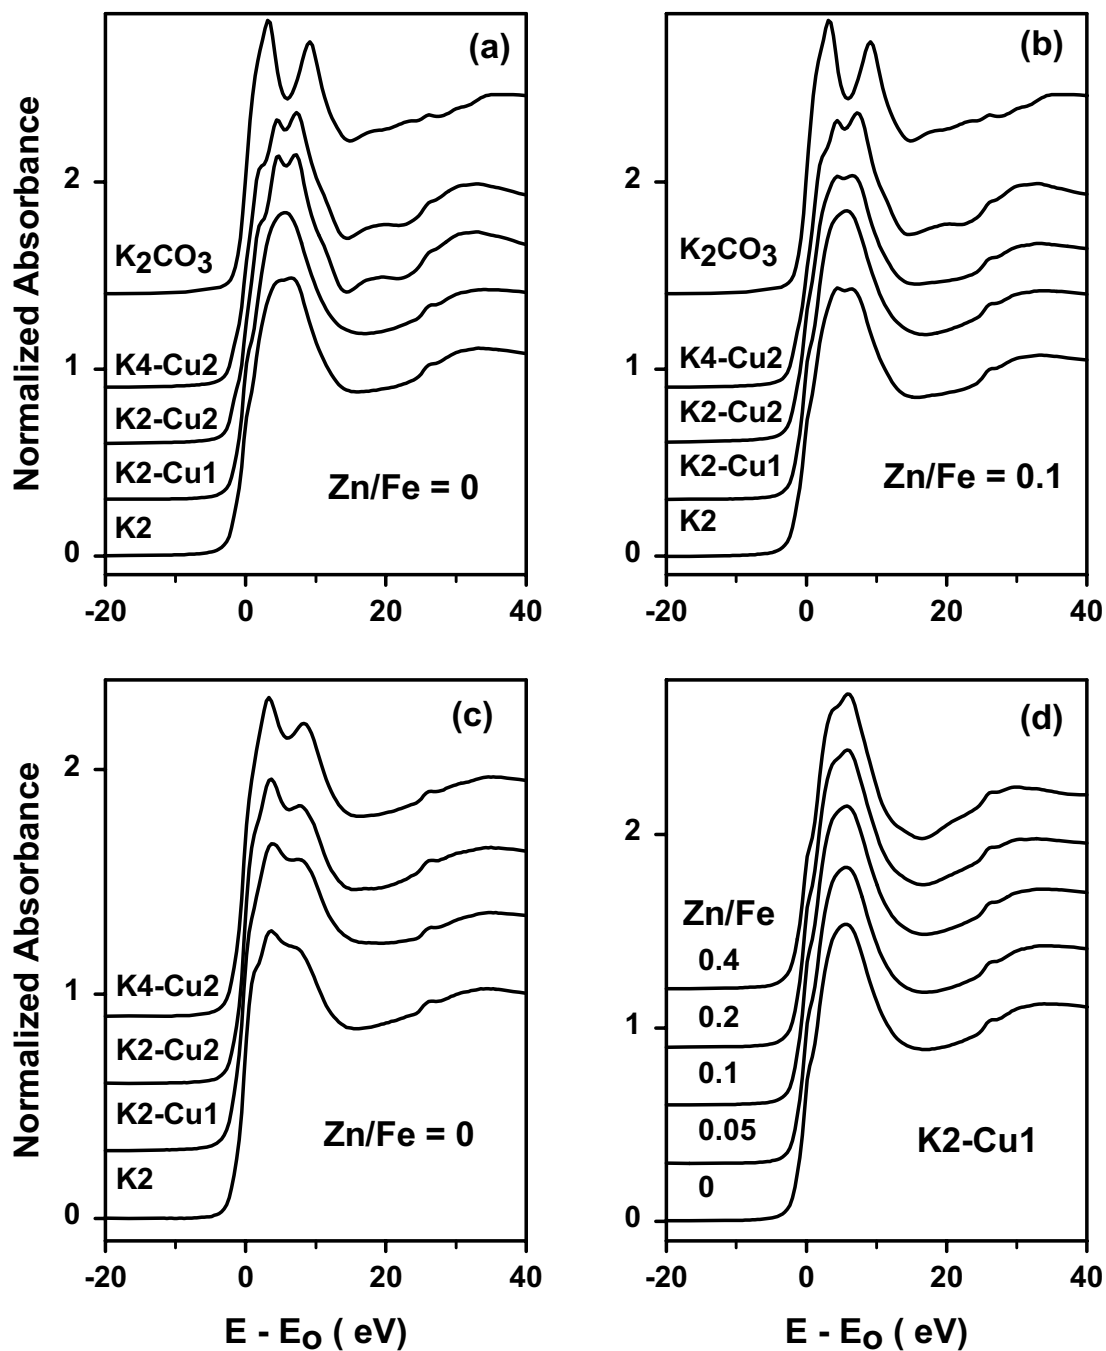 (a)
Normalized Absorbance
2
1
0
K2CO3
K4-Cu2
K2-Cu2
K2-Cu1
K2
Zn/Fe = 0
-20 0 20 40
(b)
2
1
0
K2CO3
K4-Cu2
K2-Cu2
K2-Cu1
K2
Zn/Fe = 0.1
-20 0 20 40
(c)
Normalized Absorbance
2
1
0
K4-Cu2
K2-Cu2
K2-Cu1
K2
Zn/Fe = 0
-20 0 20 40
E - Eo ( eV)
(d)
2
1
0
Zn/Fe
0.4
0.2
0.1
0.05
0
K2-Cu1
-20 0 20 40
E - Eo ( eV)